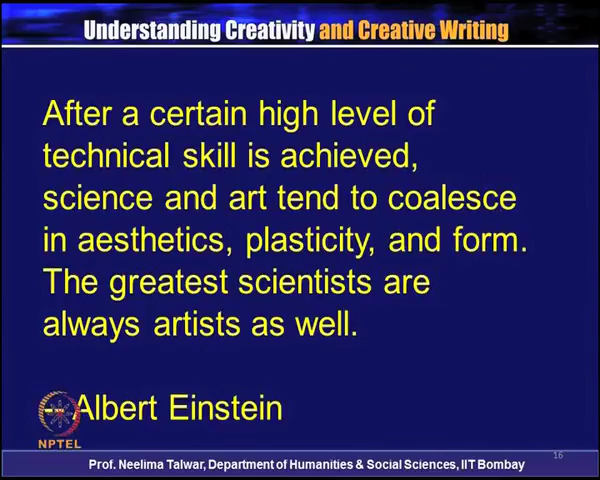 Understanding Creativity and Creative Writing
After a certain high level of
technical skill is achieved,
science and art tend to coalesce
in aesthetics, plasticity, and form.
The greatest scientists are
always artists as well.
Albert Einstein
NPTEL
16
Prof. Neelima Talwar, Department of Humanities & Social Sciences, IIT Bombay